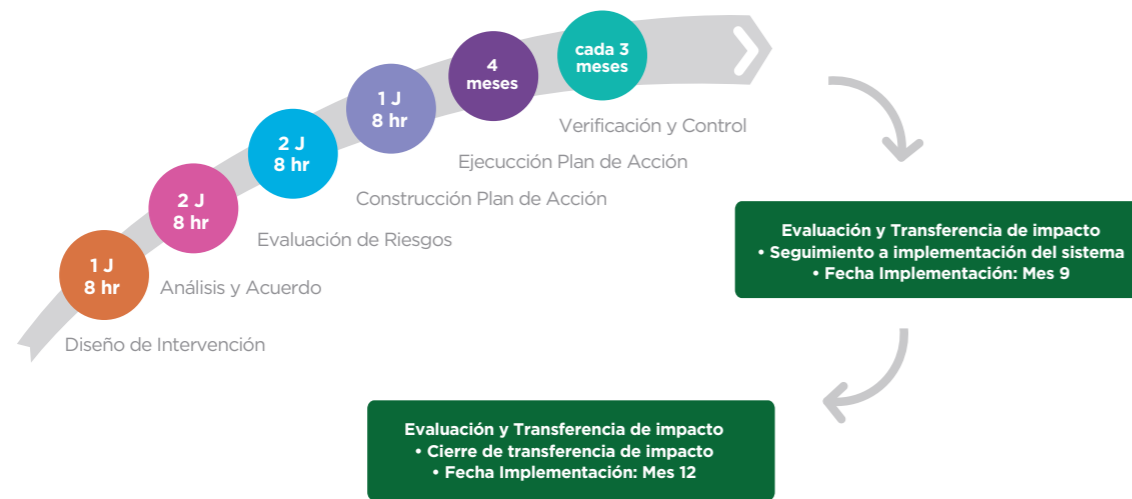 1 J
8 hr
Diseño de Intervención
2 J
8 hr
Análisis y Acuerdo
2 J
8 hr
Evaluación de Riesgos
1 J
8 hr
Construcción Plan de Acción
4
meses
Ejecucción Plan de Acción
cada 3
meses
Verificación y Control
Evaluación y Transferencia de impacto
• Seguimiento a implementación del sistema
• Fecha Implementación: Mes 9
Evaluación y Transferencia de impacto
• Cierre de transferencia de impacto
• Fecha Implementación: Mes 12